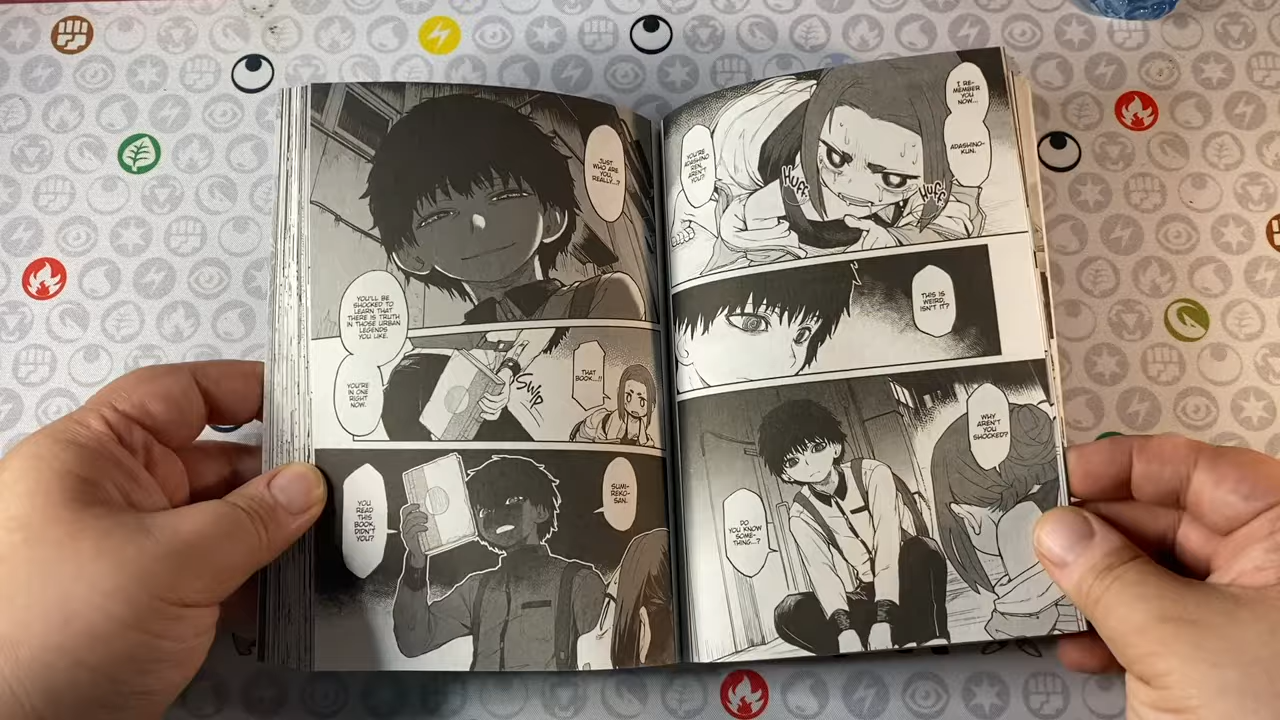 I RE-
MEMBER
YOU
NOW...
ADASHINO-
KUN.
YOU'RE
ADASHINO
REN,
AREN'T
YOU?
HUFF
HUFF
THIS IS
WEIRD,
ISN'T IT?
WHY
AREN'T
YOU
SHOCKED?
DO
YOU KNOW
SOME-
THING...?
JUST
WHO ARE
YOU,
REALLY...?
YOU'LL BE
SHOCKED TO
LEARN THAT
THERE IS TRUTH
IN THOSE URBAN
LEGENDS
YOU LIKE.
YOU'RE
IN ONE
RIGHT
NOW.
THAT
BOOK...!!
SWP
SUMI-
REKO-
SAN.
YOU
READ
THIS
BOOK,
DIDN'T
YOU?